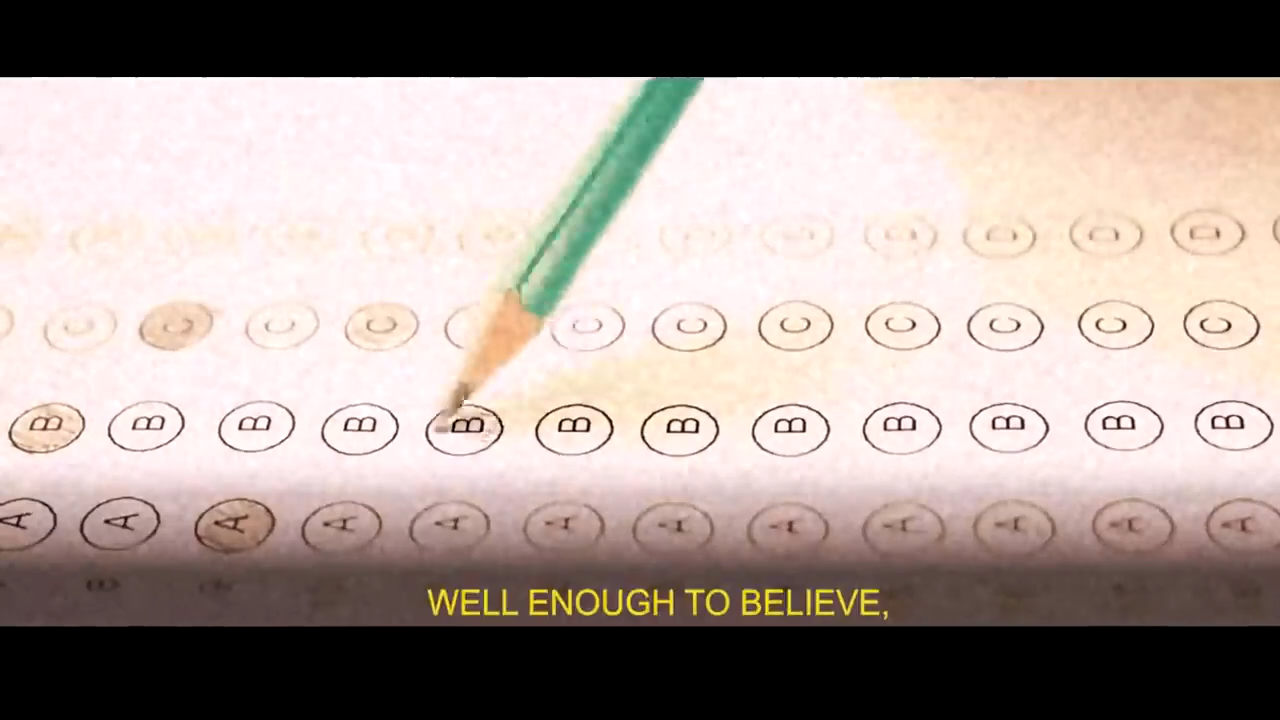 D D D
C C C C C C C C C C C
B B B B B B B B B B B B
A A A A A A A A A A A A
WELL ENOUGH TO BELIEVE,